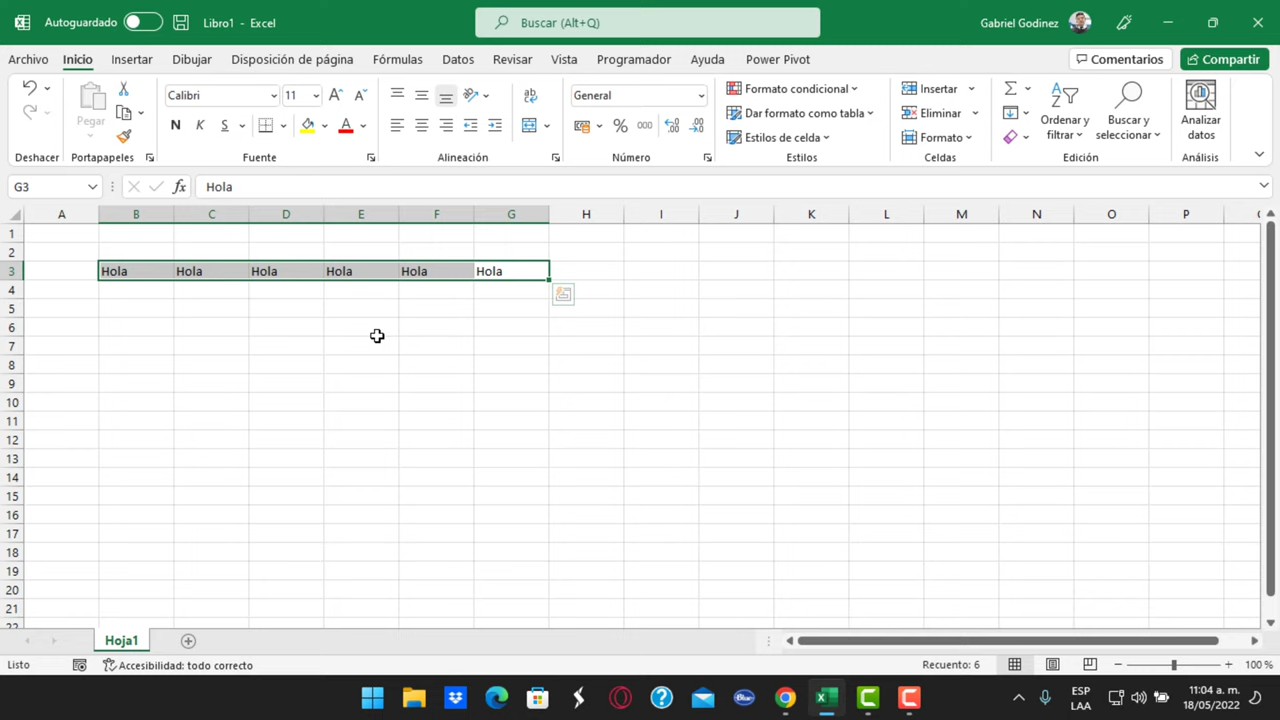 Autoguardado Libro1 - Excel Buscar (Alt+Q) Gabriel Godinez
Archivo Inicio Insertar Dibujar Disposición de página Fórmulas Datos Revisar Vista Programador Ayuda Power Pivot Comentarios Compartir
Calibri 11 General Formato condicional Insertar
Pegar N K S A % 000 Dar formato como tabla Eliminar Ordenar y filtrar Buscar y seleccionar Analizar datos
Estilos de celda Formato
Deshacer Portapapeles Fuente Alineación Número Estilos Celdas Edición Análisis
G3 fx Hola
A B C D E F G H I J K L M N O P
1
2
3 Hola Hola Hola Hola Hola Hola
4
5
6
7
8
9
10
11
12
13
14
15
16
17
18
19
20
21
22
Hoja1
Listo Accesibilidad: todo correcto Recuento: 6 100 %
ESP 11:04 a. m.
LAA 18/05/2022